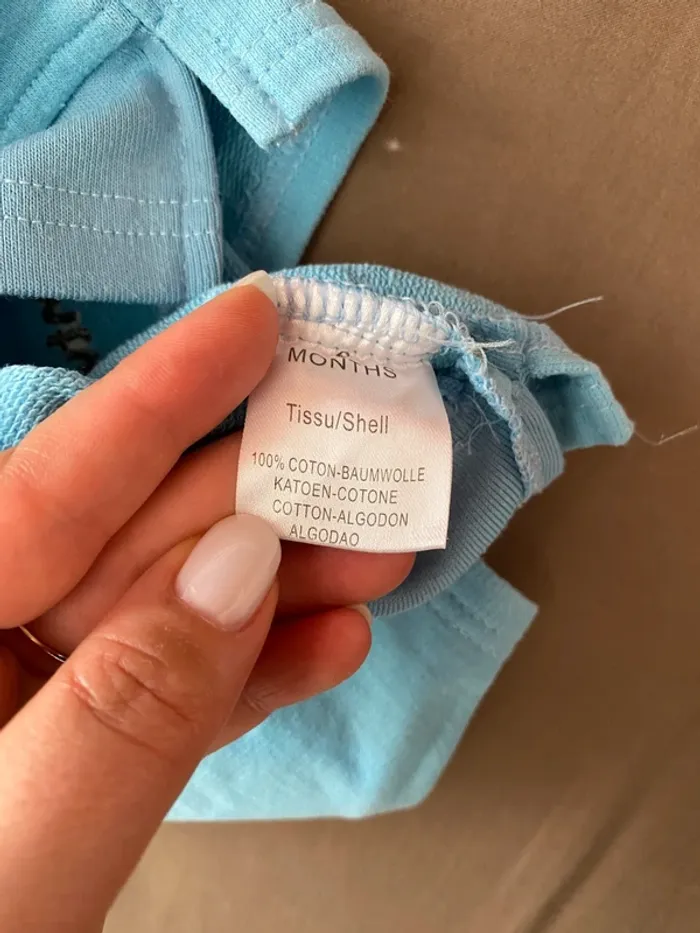 MONTHS
Tissu/Shell
100% COTON-BAUMWOLLE
KATOEN-COTONE
COTTON-ALGODON
ALGODAO